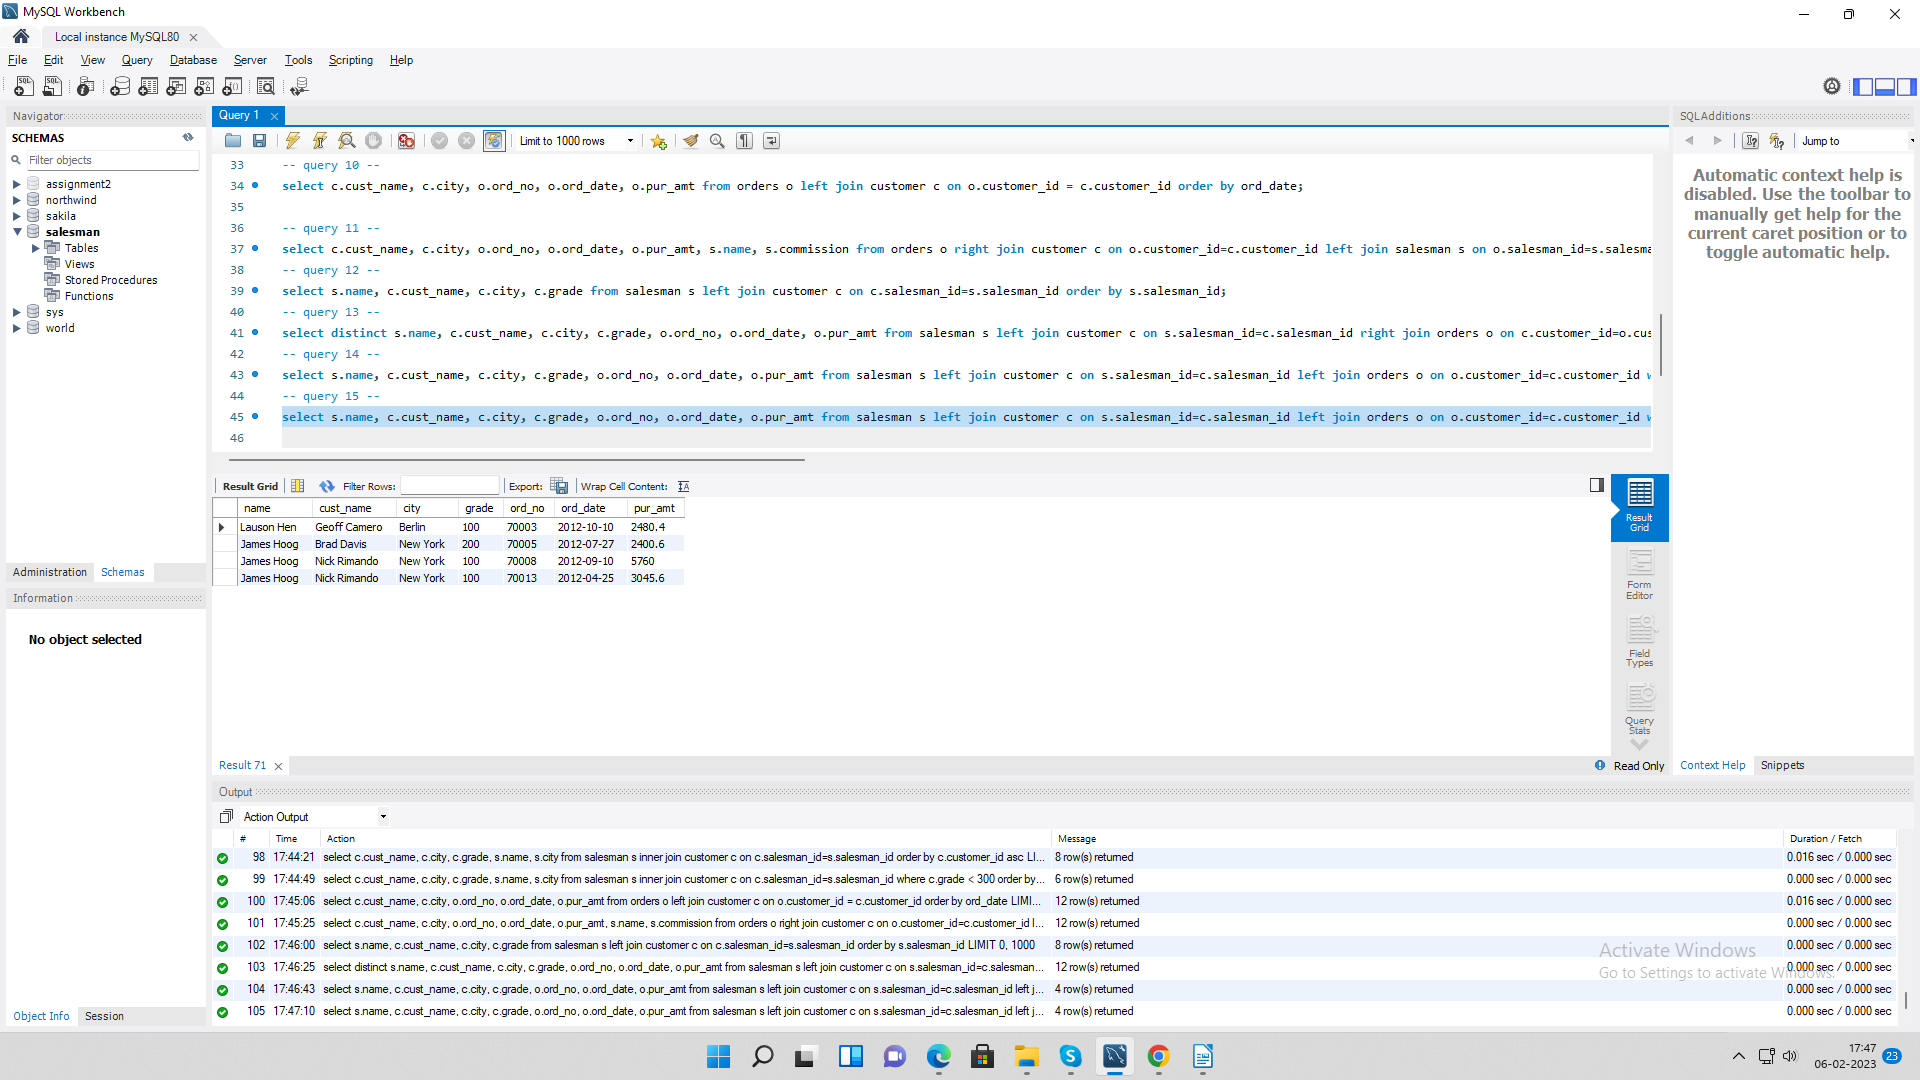 MySQL Workbench
Local instance MySQL80
File Edit View Query Database Server Tools Scripting Help
Navigator
SCHEMAS
Filter objects
assignment2
northwind
sakila
salesman
Tables
Views
Stored Procedures
Functions
sys
world
Administration Schemas
Information
No object selected
Object Info Session
Query 1
Limit to 1000 rows
33 -- query 10 --
34 select c.cust_name, c.city, o.ord_no, o.ord_date, o.pur_amt from orders o left join customer c on o.customer_id = c.customer_id order by ord_date;
35
36 -- query 11 --
37 select c.cust_name, c.city, o.ord_no, o.ord_date, o.pur_amt, s.name, s.commission from orders o right join customer c on o.customer_id=c.customer_id left join salesman s on o.salesman_id=s.salesma
38 -- query 12 --
39 select s.name, c.cust_name, c.city, c.grade from salesman s left join customer c on c.salesman_id=s.salesman_id order by s.salesman_id;
40 -- query 13 --
41 select distinct s.name, c.cust_name, c.city, c.grade, o.ord_no, o.ord_date, o.pur_amt from salesman s left join customer c on s.salesman_id=c.salesman_id right join orders o on c.customer_id=o.cus
42 -- query 14 --
43 select s.name, c.cust_name, c.city, c.grade, o.ord_no, o.ord_date, o.pur_amt from salesman s left join customer c on s.salesman_id=c.salesman_id left join orders o on o.customer_id=c.customer_id w
44 -- query 15 --
45 select s.name, c.cust_name, c.city, c.grade, o.ord_no, o.ord_date, o.pur_amt from salesman s left join customer c on s.salesman_id=c.salesman_id left join orders o on o.customer_id=c.customer_id w
46
Result Grid Filter Rows: Export: Wrap Cell Content:
name cust_name city grade ord_no ord_date pur_amt
Lauson Hen Geoff Camero Berlin 100 70003 2012-10-10 2480.4
James Hoog Brad Davis New York 200 70005 2012-07-27 2400.6
James Hoog Nick Rimando New York 100 70008 2012-09-10 5760
James Hoog Nick Rimando New York 100 70013 2012-04-25 3045.6
Result Grid
Form Editor
Field Types
Query Stats
Result 71
Read Only
SQLAdditions
Jump to
Automatic context help is
disabled. Use the toolbar to
manually get help for the
current caret position or to
toggle automatic help.
Context Help Snippets
Output
Action Output
# Time Action Message Duration / Fetch
98 17:44:21 select c.cust_name, c.city, c.grade, s.name, s.city from salesman s inner join customer c on c.salesman_id=s.salesman_id order by c.customer_id asc LI... 8 row(s) returned 0.016 sec / 0.000 sec
99 17:44:49 select c.cust_name, c.city, c.grade, s.name, s.city from salesman s inner join customer c on c.salesman_id=s.salesman_id where c.grade < 300 order by... 6 row(s) returned 0.000 sec / 0.000 sec
100 17:45:06 select c.cust_name, c.city, o.ord_no, o.ord_date, o.pur_amt from orders o left join customer c on o.customer_id = c.customer_id order by ord_date LIMI... 12 row(s) returned 0.016 sec / 0.000 sec
101 17:45:25 select c.cust_name, c.city, o.ord_no, o.ord_date, o.pur_amt, s.name, s.commission from orders o right join customer c on o.customer_id=c.customer_id l... 12 row(s) returned 0.000 sec / 0.000 sec
102 17:46:00 select s.name, c.cust_name, c.city, c.grade from salesman s left join customer c on c.salesman_id=s.salesman_id order by s.salesman_id LIMIT 0, 1000 8 row(s) returned 0.000 sec / 0.000 sec
103 17:46:25 select distinct s.name, c.cust_name, c.city, c.grade, o.ord_no, o.ord_date, o.pur_amt from salesman s left join customer c on s.salesman_id=c.salesman... 12 row(s) returned 0.000 sec / 0.000 sec
104 17:46:43 select s.name, c.cust_name, c.city, c.grade, o.ord_no, o.ord_date, o.pur_amt from salesman s left join customer c on s.salesman_id=c.salesman_id left j... 4 row(s) returned 0.000 sec / 0.000 sec
105 17:47:10 select s.name, c.cust_name, c.city, c.grade, o.ord_no, o.ord_date, o.pur_amt from salesman s left join customer c on s.salesman_id=c.salesman_id left j... 4 row(s) returned 0.000 sec / 0.000 sec
Activate Windows
Go to Settings to activate Windows.
17:47
06-02-2023
23